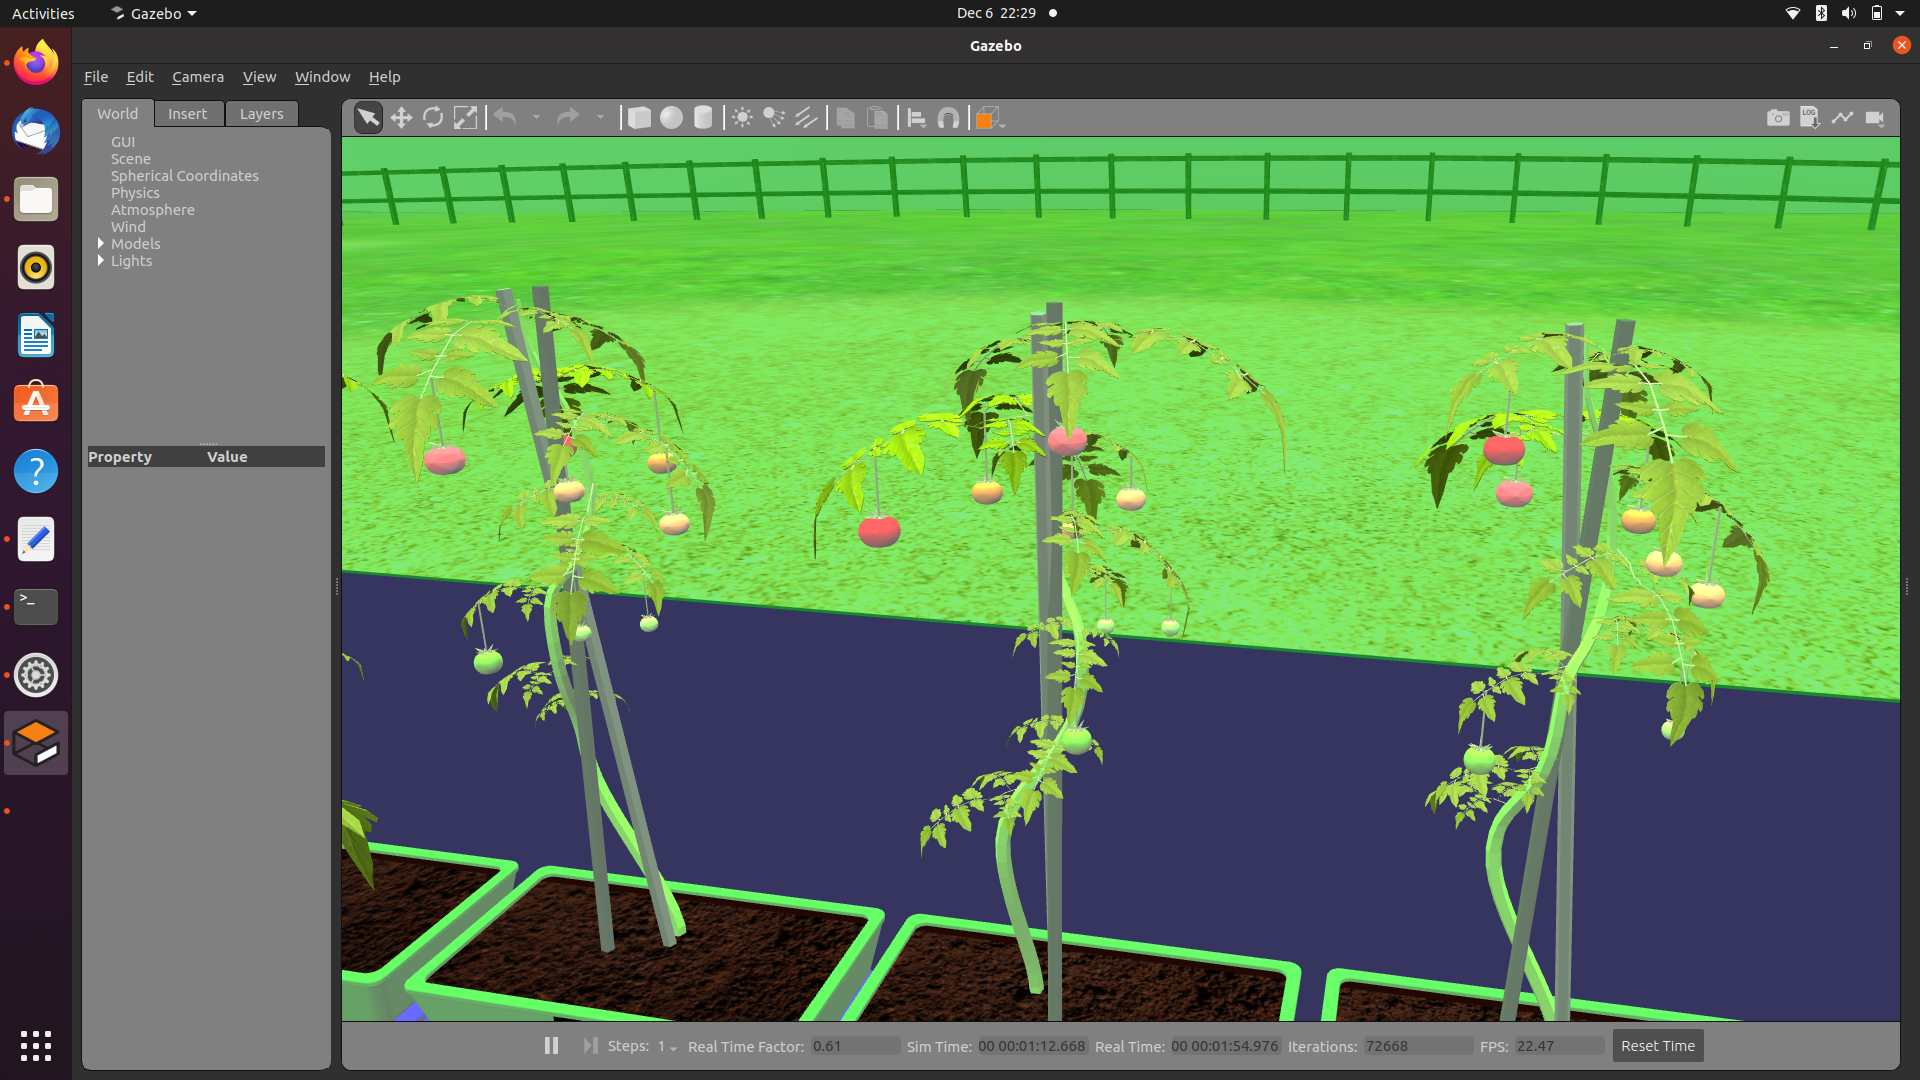 Activities Gazebo Dec 6 22:29
Gazebo
File Edit Camera View Window Help
World Insert Layers
LOG
GUI
Scene
Spherical Coordinates
Physics
Atmosphere
Wind
Models
Lights
Property Value
Steps: 1 Real Time Factor: 0.61 Sim Time: 00 00:01:12.668 Real Time: 00 00:01:54.976 Iterations: 72668 FPS: 22.47 Reset Time